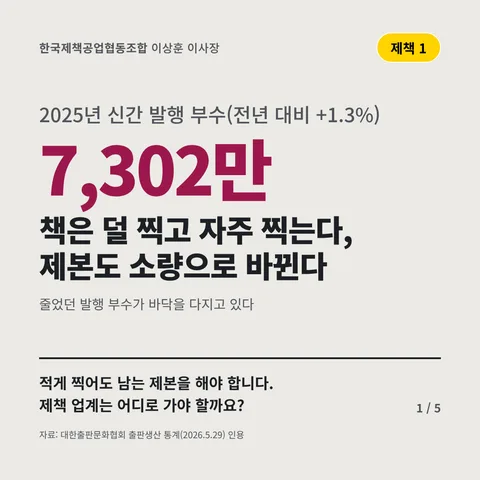 한국제책공업협동조합 이상훈 이사장
제책 1
2025년 신간 발행 부수(전년 대비 +1.3%)
7,302만
책은 덜 찍고 자주 찍는다,
제본도 소량으로 바뀐다
줄었던 발행 부수가 바닥을 다지고 있다
적게 찍어도 남는 제본을 해야 합니다.
제책 업계는 어디로 가야 할까요?
1 / 5
자료: 대한출판문화협회 출판생산 통계(2026.5.29) 인용